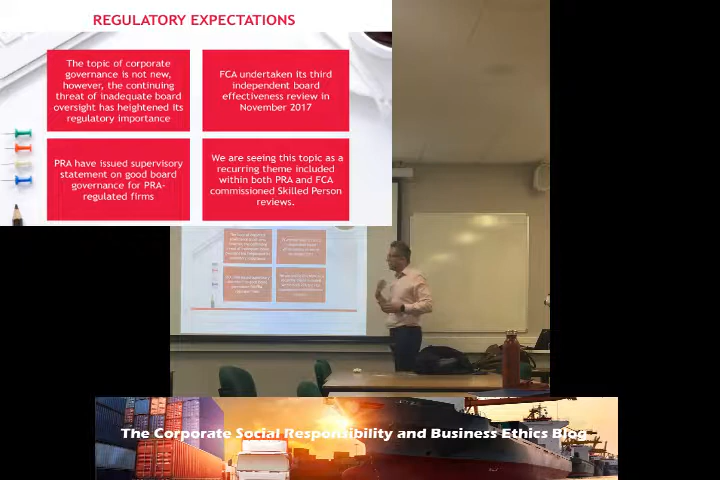 REGULATORY EXPECTATIONS
The topic of corporate
governance is not new,
however, the continuing
threat of inadequate board
oversight has heightened its
regulatory importance
FCA undertaken its third
independent board
effectiveness review in
November 2017
PRA have issued supervisory
statement on good board
governance for PRA-
regulated firms
We are seeing this topic as a
recurring theme included
within both PRA and FCA
commissioned Skilled Person
reviews.
The Corporate Social Responsibility and Business Ethics Blog